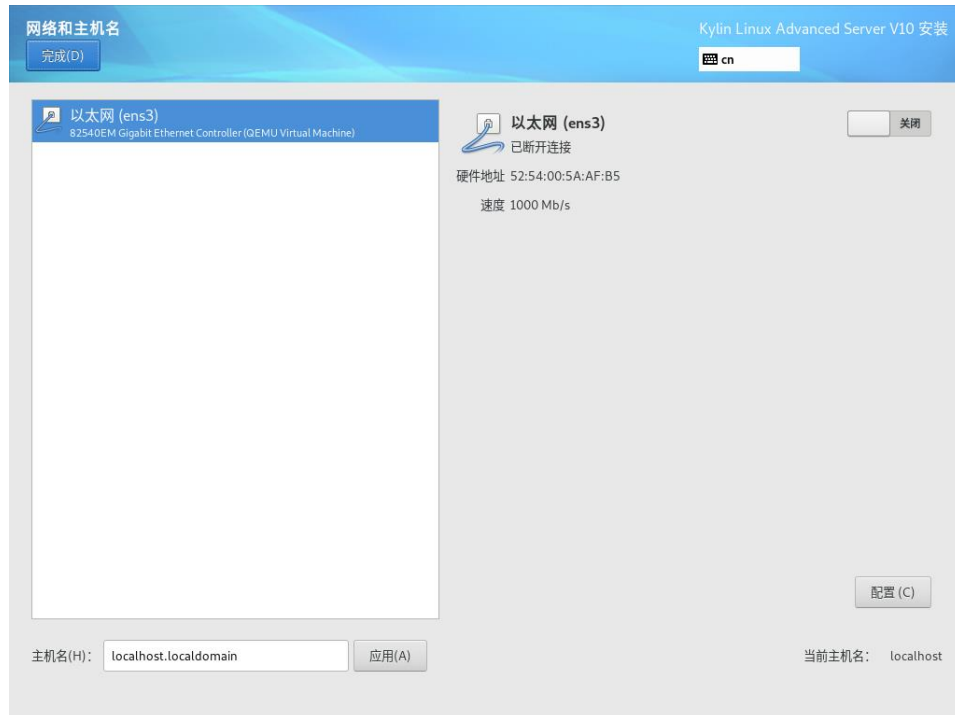 网络和主机名
完成(D)
Kylin Linux Advanced Server V10 安装
cn
以太网 (ens3)
82540EM Gigabit Ethernet Controller (QEMU Virtual Machine)
以太网 (ens3)
已断开连接
关闭
硬件地址 52:54:00:5A:AF:B5
速度 1000 Mb/s
配置 (C)
主机名(H): localhost.localdomain 应用(A)
当前主机名: localhost